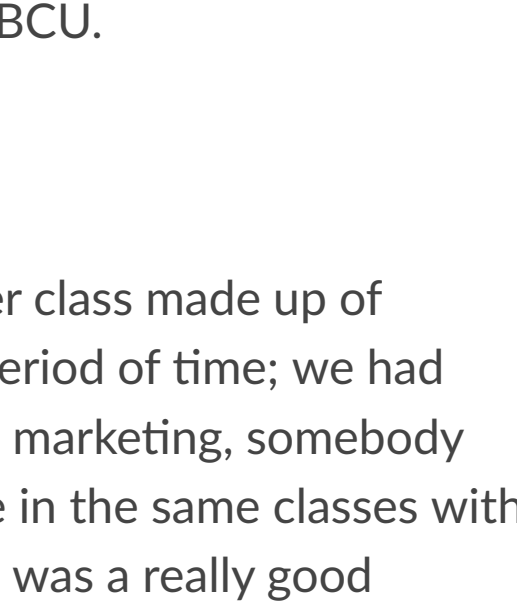 BCU.
er class made up of
eriod of time; we had
marketing, somebody
e in the same classes with
was a really good